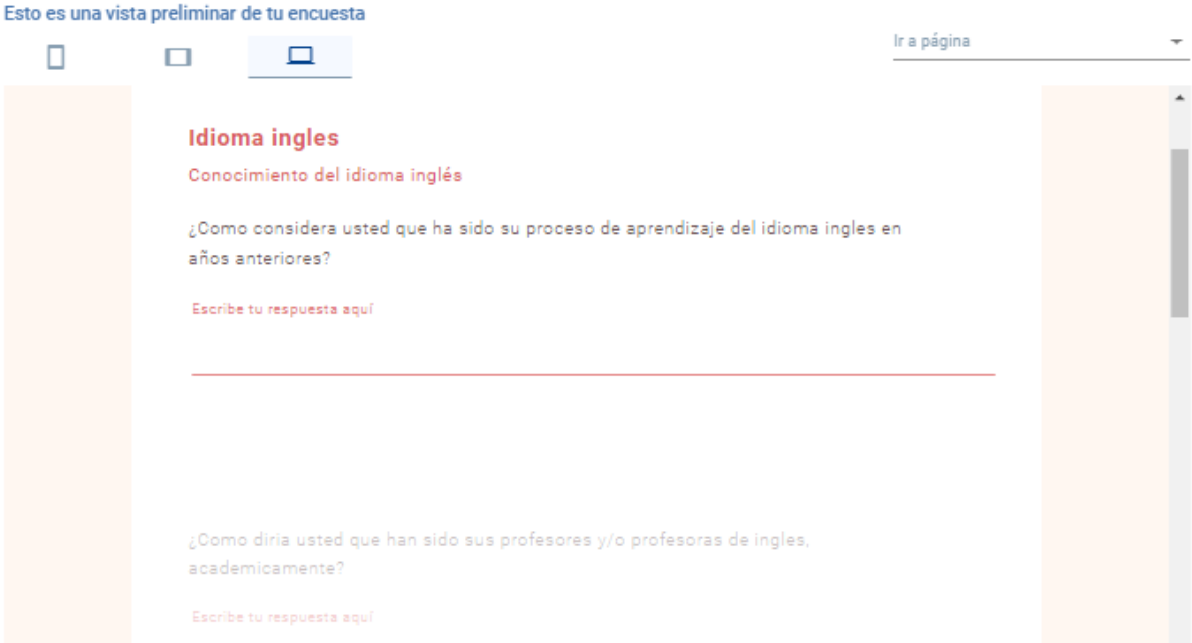 Esto es una vista preliminar de tu encuesta
Ir a página
Idioma ingles
Conocimiento del idioma inglés
¿Como considera usted que ha sido su proceso de aprendizaje del idioma ingles en
años anteriores?
Escribe tu respuesta aquí
¿Como diria usted que han sido sus profesores y/o profesoras de ingles,
academicamente?
Escribe tu respuesta aquí